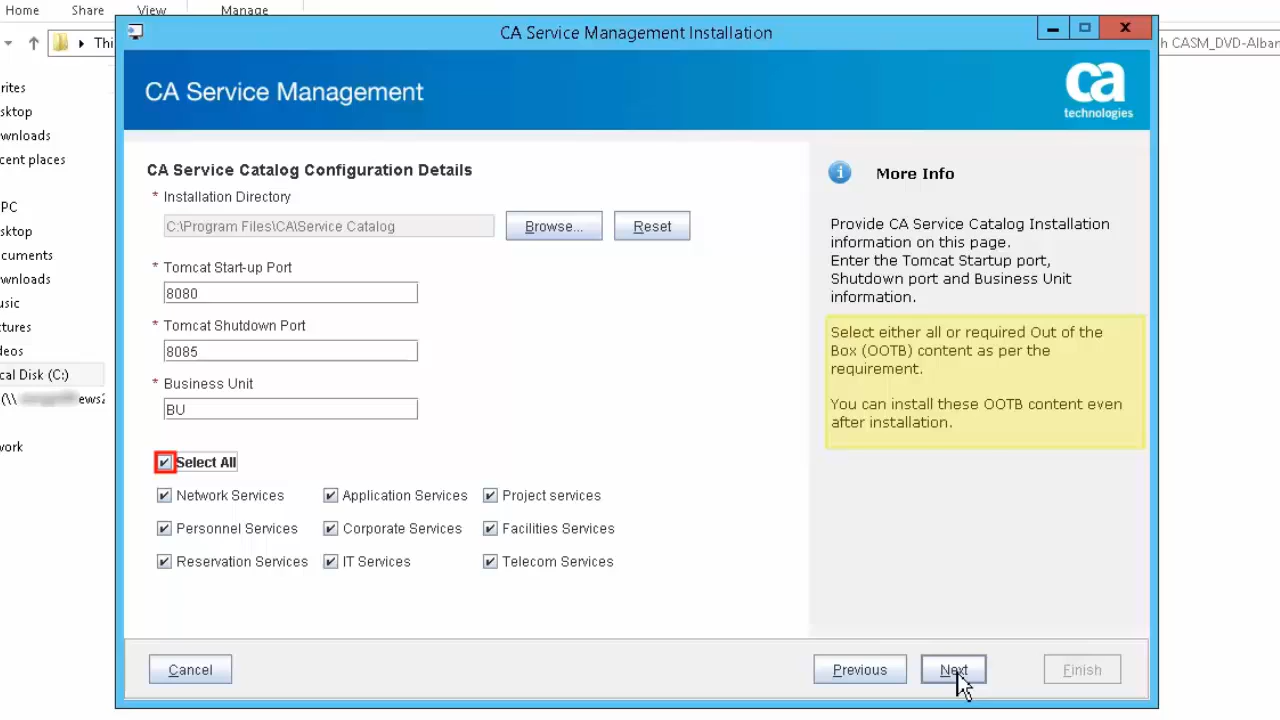 Home Share View Manage
CA Service Management Installation
Thi
h CASM_DVD-Alban
CA Service Management
ca
technologies
rites
sktop
wnloads
cent places
PC
sktop
cuments
wnloads
usic
tures
deos
cal Disk (C:)
(\\ ews2
work
CA Service Catalog Configuration Details
* Installation Directory
C:\Program Files\CA\Service Catalog
Browse... Reset
* Tomcat Start-up Port
8080
* Tomcat Shutdown Port
8085
* Business Unit
BU
Select All
Network Services Application Services Project services
Personnel Services Corporate Services Facilities Services
Reservation Services IT Services Telecom Services
More Info
Provide CA Service Catalog Installation
information on this page.
Enter the Tomcat Startup port,
Shutdown port and Business Unit
information.
Select either all or required Out of the
Box (OOTB) content as per the
requirement.
You can install these OOTB content even
after installation.
Cancel Previous Next Finish